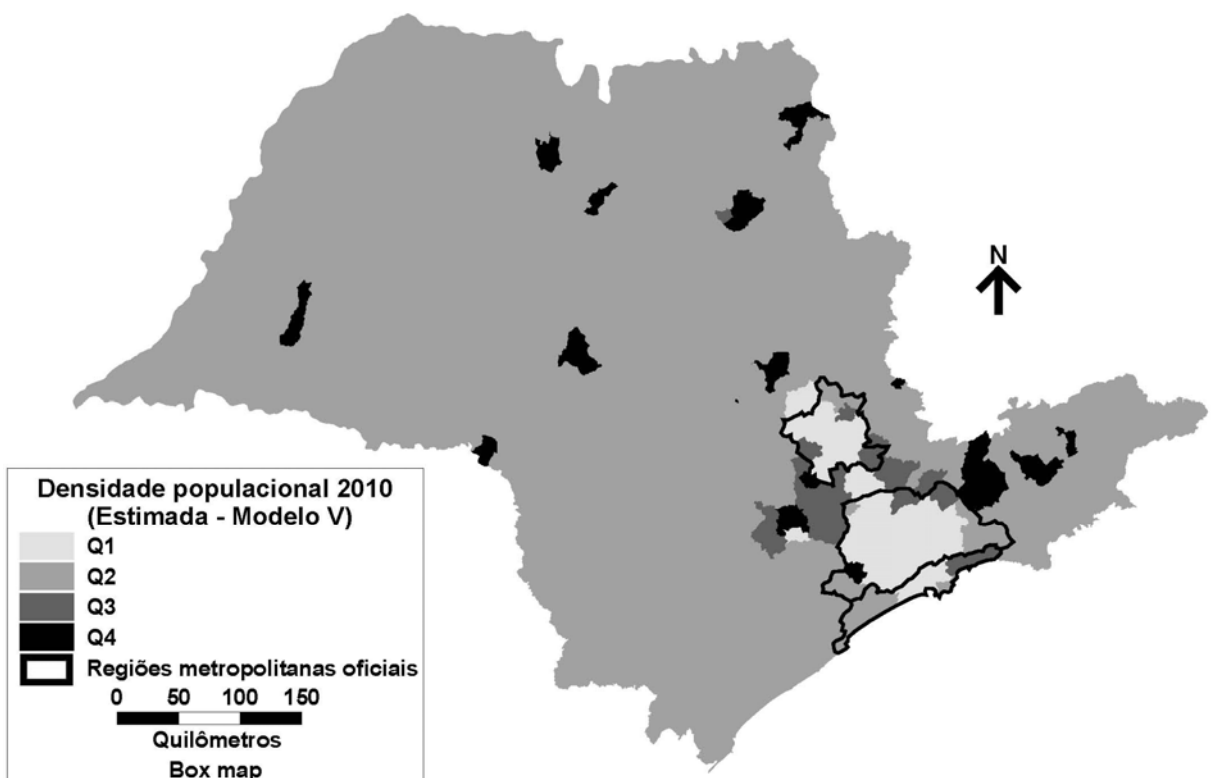 N
Densidade populacional 2010
(Estimada - Modelo V)
Q1
Q2
Q3
Q4
Regiões metropolitanas oficiais
0 50 100 150
Quilômetros
Box map